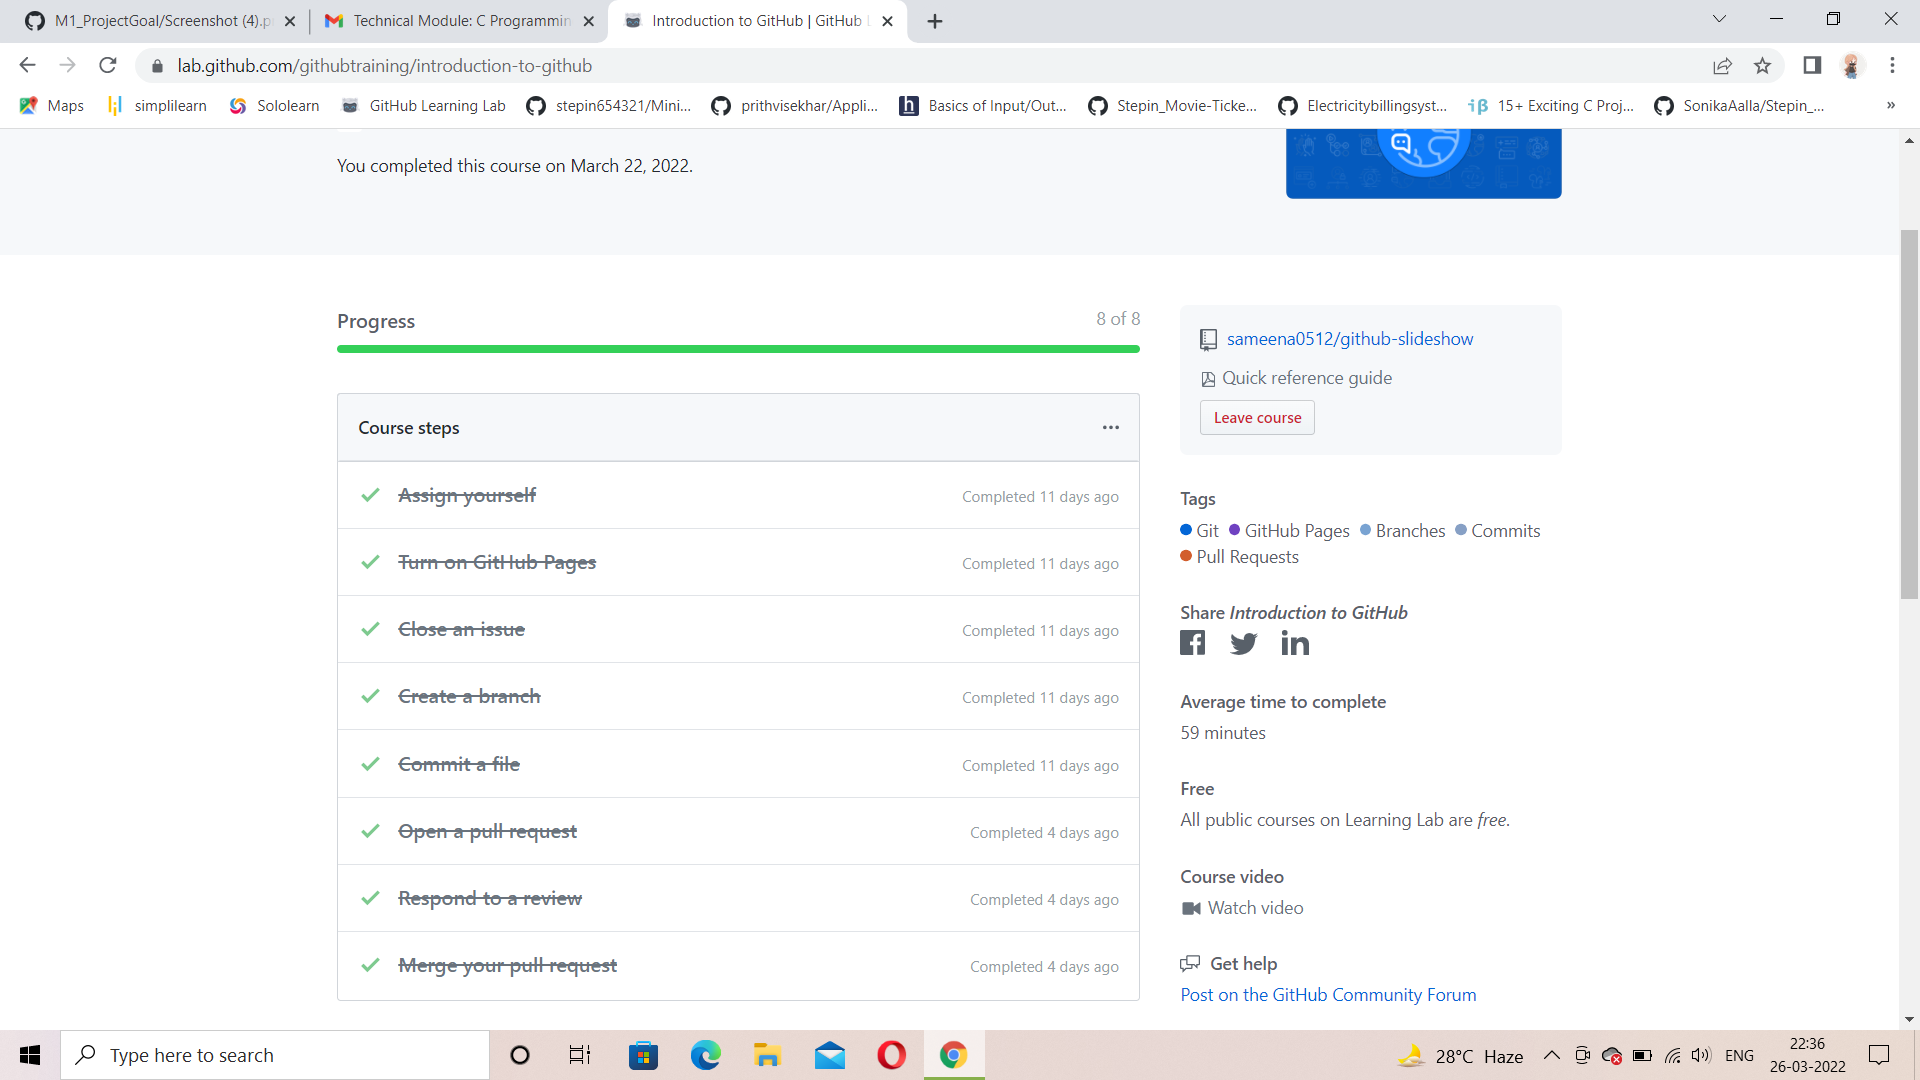 M1_ProjectGoal/Screenshot (4).p
Technical Module: C Programmin
Introduction to GitHub | GitHub L
lab.github.com/githubtraining/introduction-to-github
Maps
simplilearn
Sololearn
GitHub Learning Lab
stepin654321/Mini...
prithvisekhar/Appli...
h
Basics of Input/Out...
Stepin_Movie-Ticke...
Electricitybillingsyst...
iβ
15+ Exciting C Proj...
SonikaAalla/Stepin_...
»
You completed this course on March 22, 2022.
Progress
8 of 8
Course steps
Assign yourself
Completed 11 days ago
Turn on GitHub Pages
Completed 11 days ago
Close an issue
Completed 11 days ago
Create a branch
Completed 11 days ago
Commit a file
Completed 11 days ago
Open a pull request
Completed 4 days ago
Respond to a review
Completed 4 days ago
Merge your pull request
Completed 4 days ago
sameena0512/github-slideshow
Quick reference guide
Leave course
Tags
Git GitHub Pages Branches Commits
Pull Requests
Share Introduction to GitHub
Average time to complete
59 minutes
Free
All public courses on Learning Lab are free.
Course video
Watch video
Get help
Post on the GitHub Community Forum
Type here to search
28°C Haze
ENG
22:36
26-03-2022